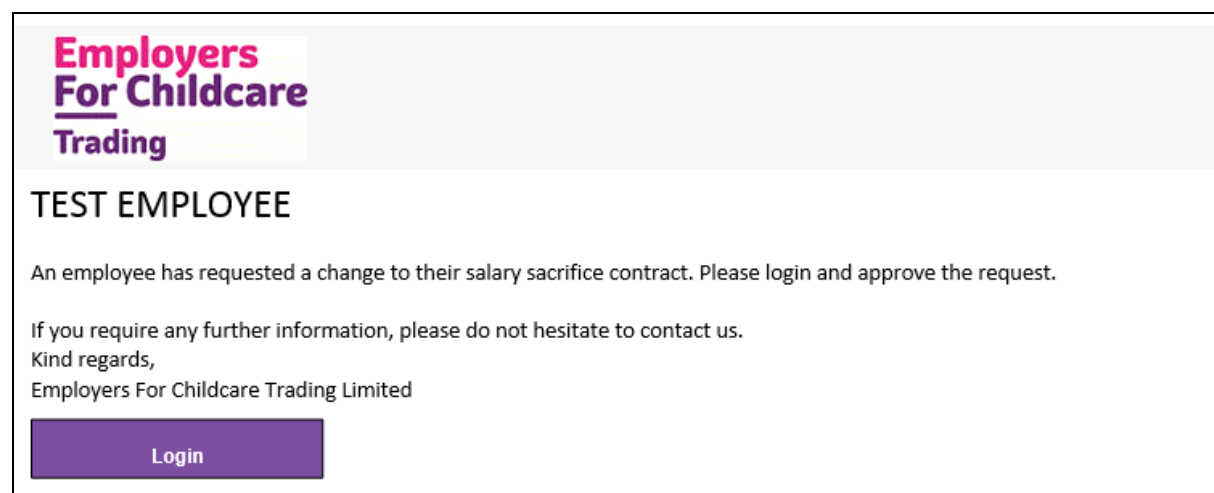 Employers
For Childcare
Trading
TEST EMPLOYEE
An employee has requested a change to their salary sacrifice contract. Please login and approve the request.
If you require any further information, please do not hesitate to contact us.
Kind regards,
Employers For Childcare Trading Limited
Login